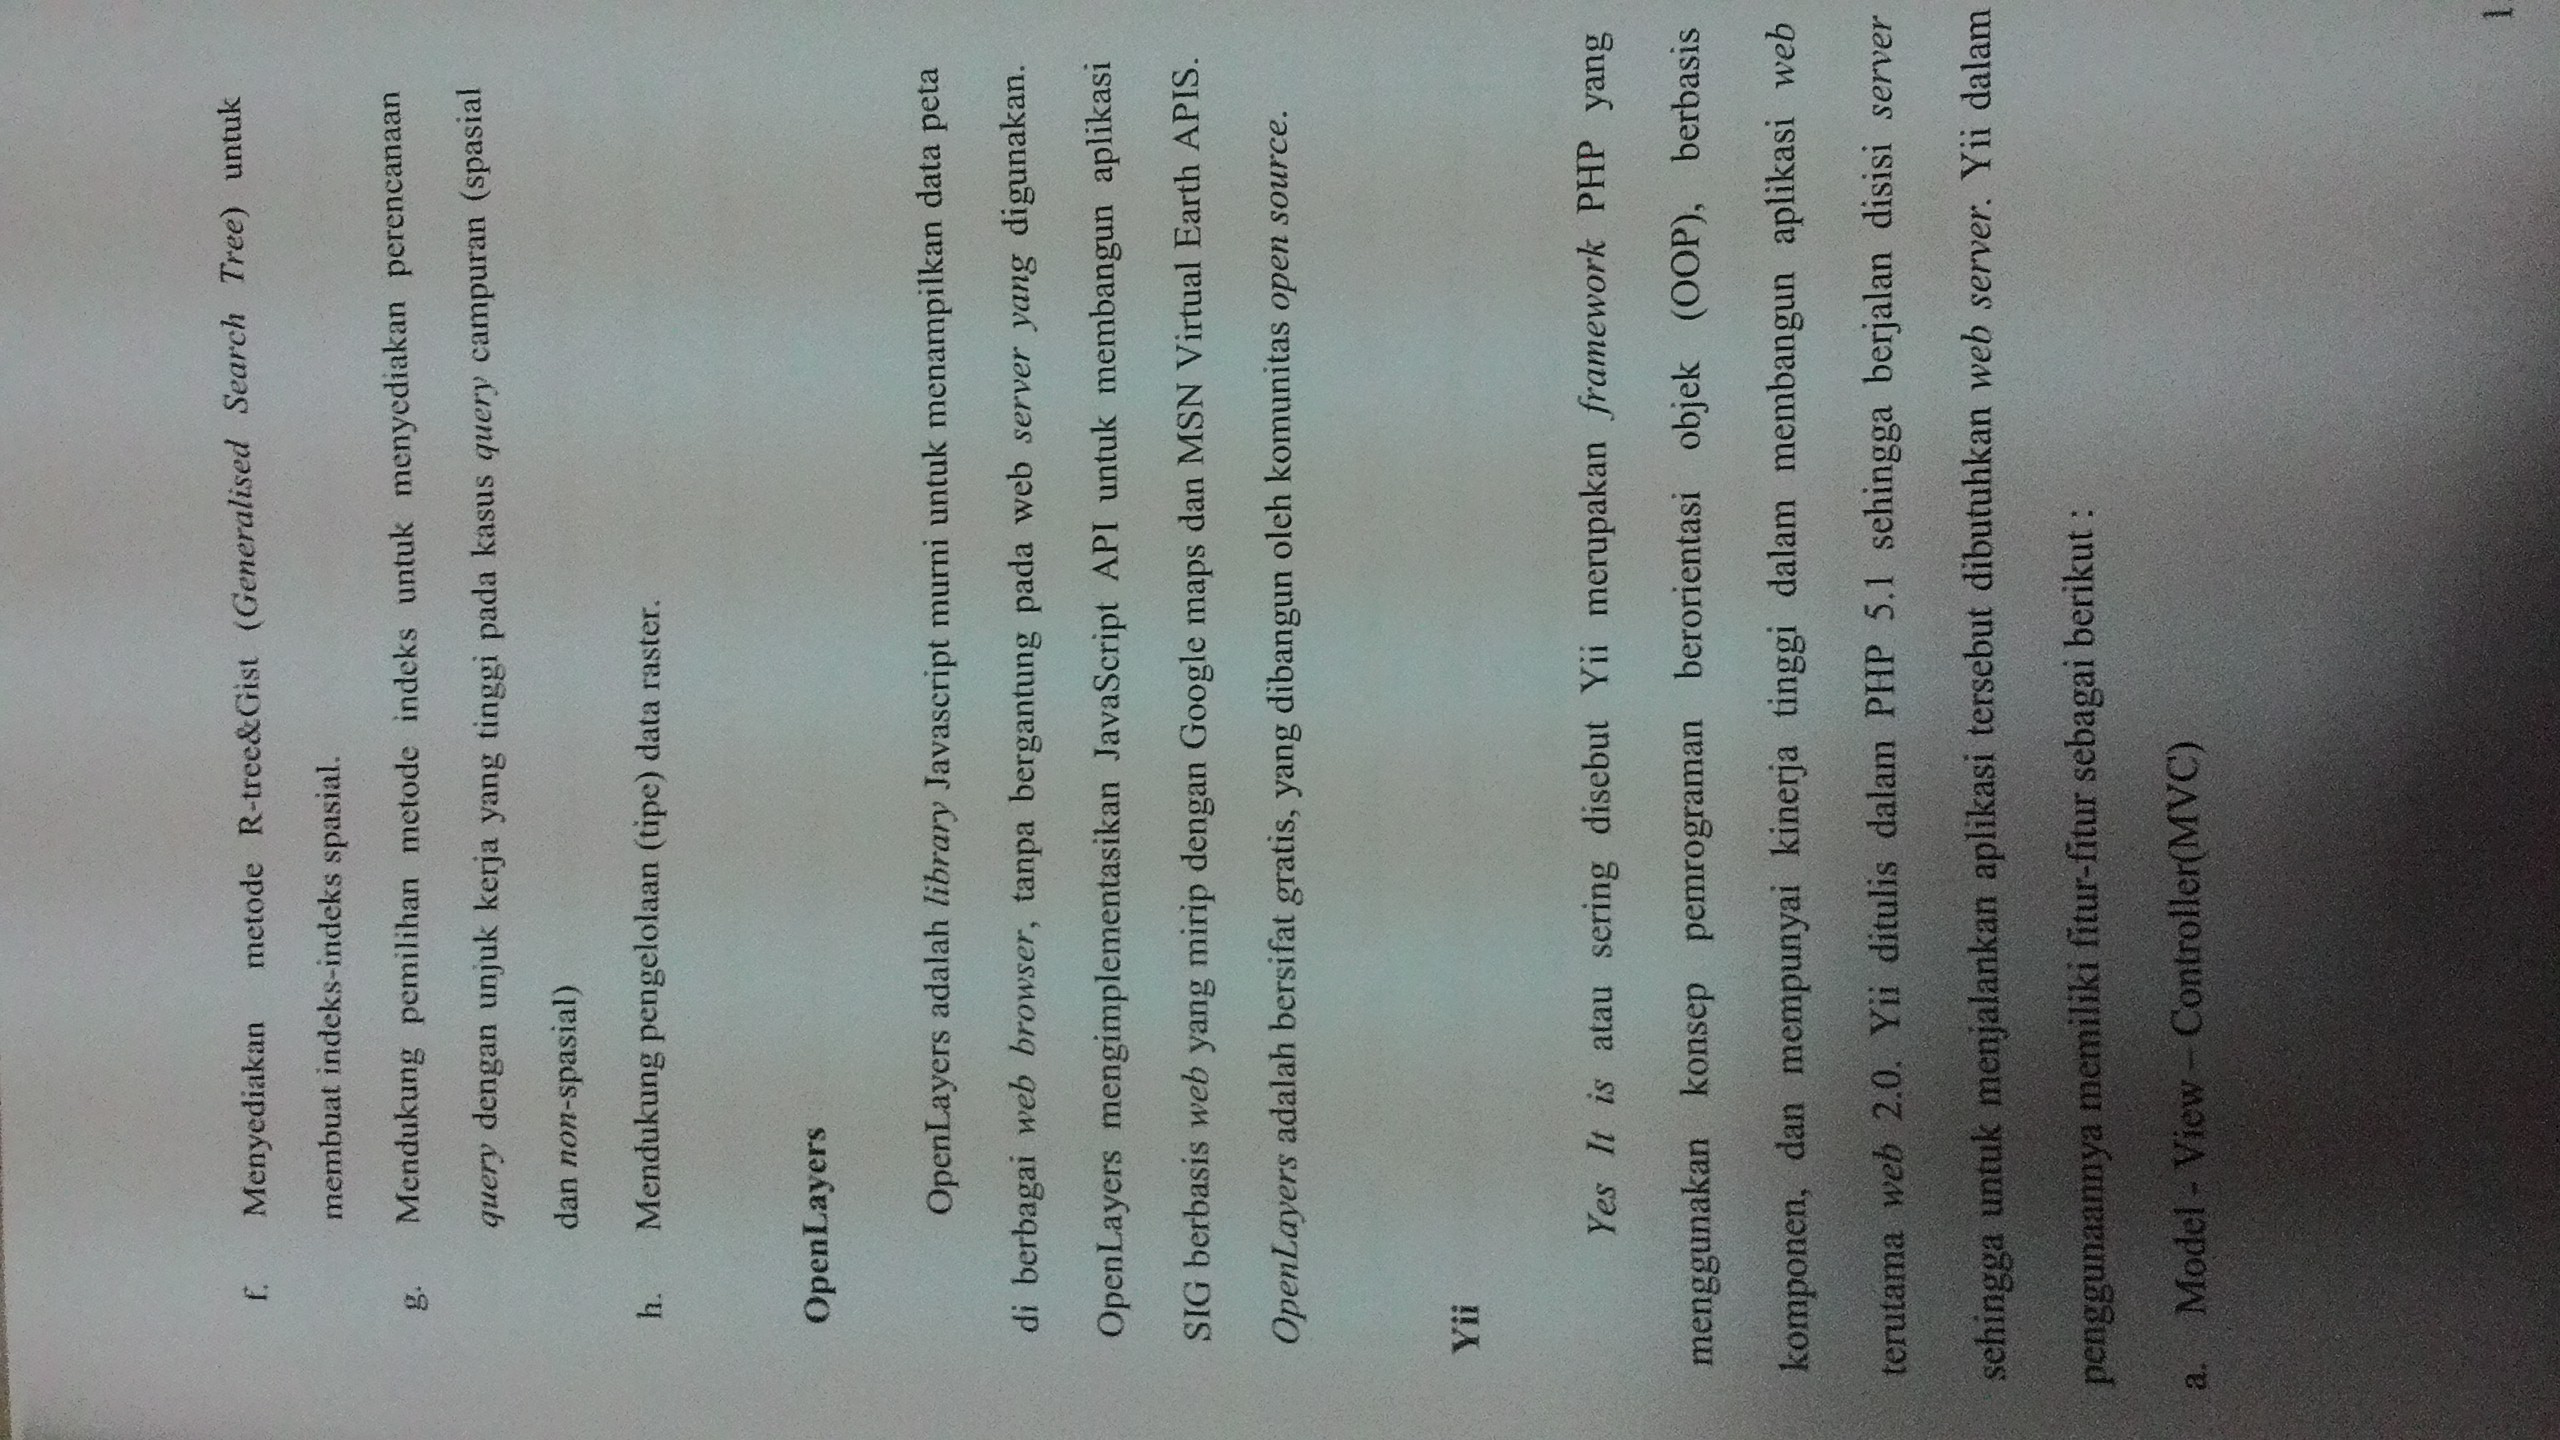 f. Menyediakan metode R-tree&Gist (Generalised Search Tree) untuk
membuat indeks-indeks spasial.
g. Mendukung pemilihan metode indeks untuk menyediakan perencanaan
query dengan unjuk kerja yang tinggi pada kasus query campuran (spasial
dan non-spasial)
h. Mendukung pengelolaan (tipe) data raster.
OpenLayers
OpenLayers adalah library Javascript murni untuk menampilkan data peta
di berbagai web browser, tanpa bergantung pada web server yang digunakan.
OpenLayers mengimplementasikan JavaScript API untuk membangun aplikasi
SIG berbasis web yang mirip dengan Google maps dan MSN Virtual Earth APIS.
OpenLayers adalah bersifat gratis, yang dibangun oleh komunitas open source.
Yii
Yes It is atau sering disebut Yii merupakan framework PHP yang
menggunakan konsep pemrograman berorientasi objek (OOP), berbasis
komponen, dan mempunyai kinerja tinggi dalam membangun aplikasi web
terutama web 2.0. Yii ditulis dalam PHP 5.1 sehingga berjalan disisi server
sehingga untuk menjalankan aplikasi tersebut dibutuhkan web server. Yii dalam
penggunaannya memiliki fitur-fitur sebagai berikut :
a. Model - View – Controller(MVC)
1